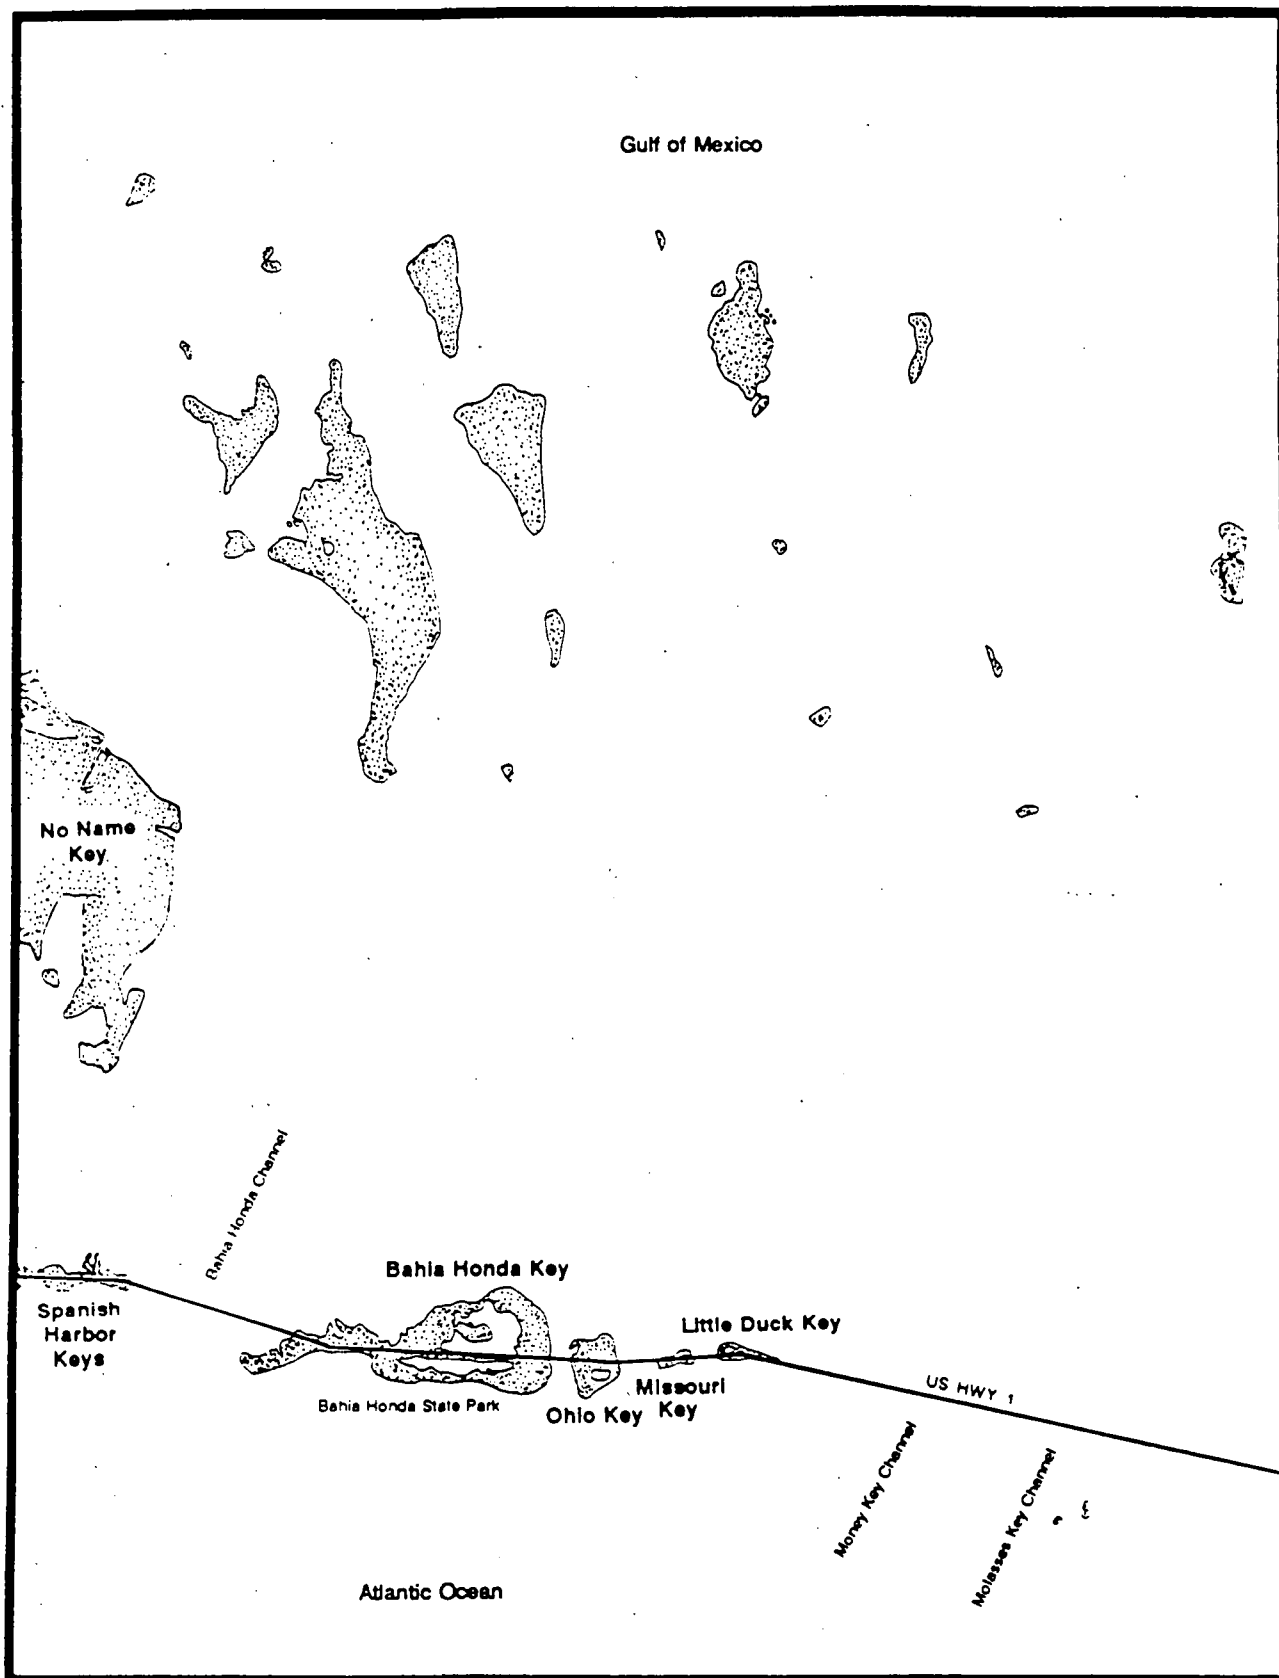 Gulf of Mexico
No Name
Key
Bahia Honda Channel
Bahia Honda Key
Spanish
Harbor
Keys
Little Duck Key
Bahia Honda State Park
Ohio Key
Missouri
Key
US HWY 1
Money Key Channel
Molasses Key Channel
Atlantic Ocean